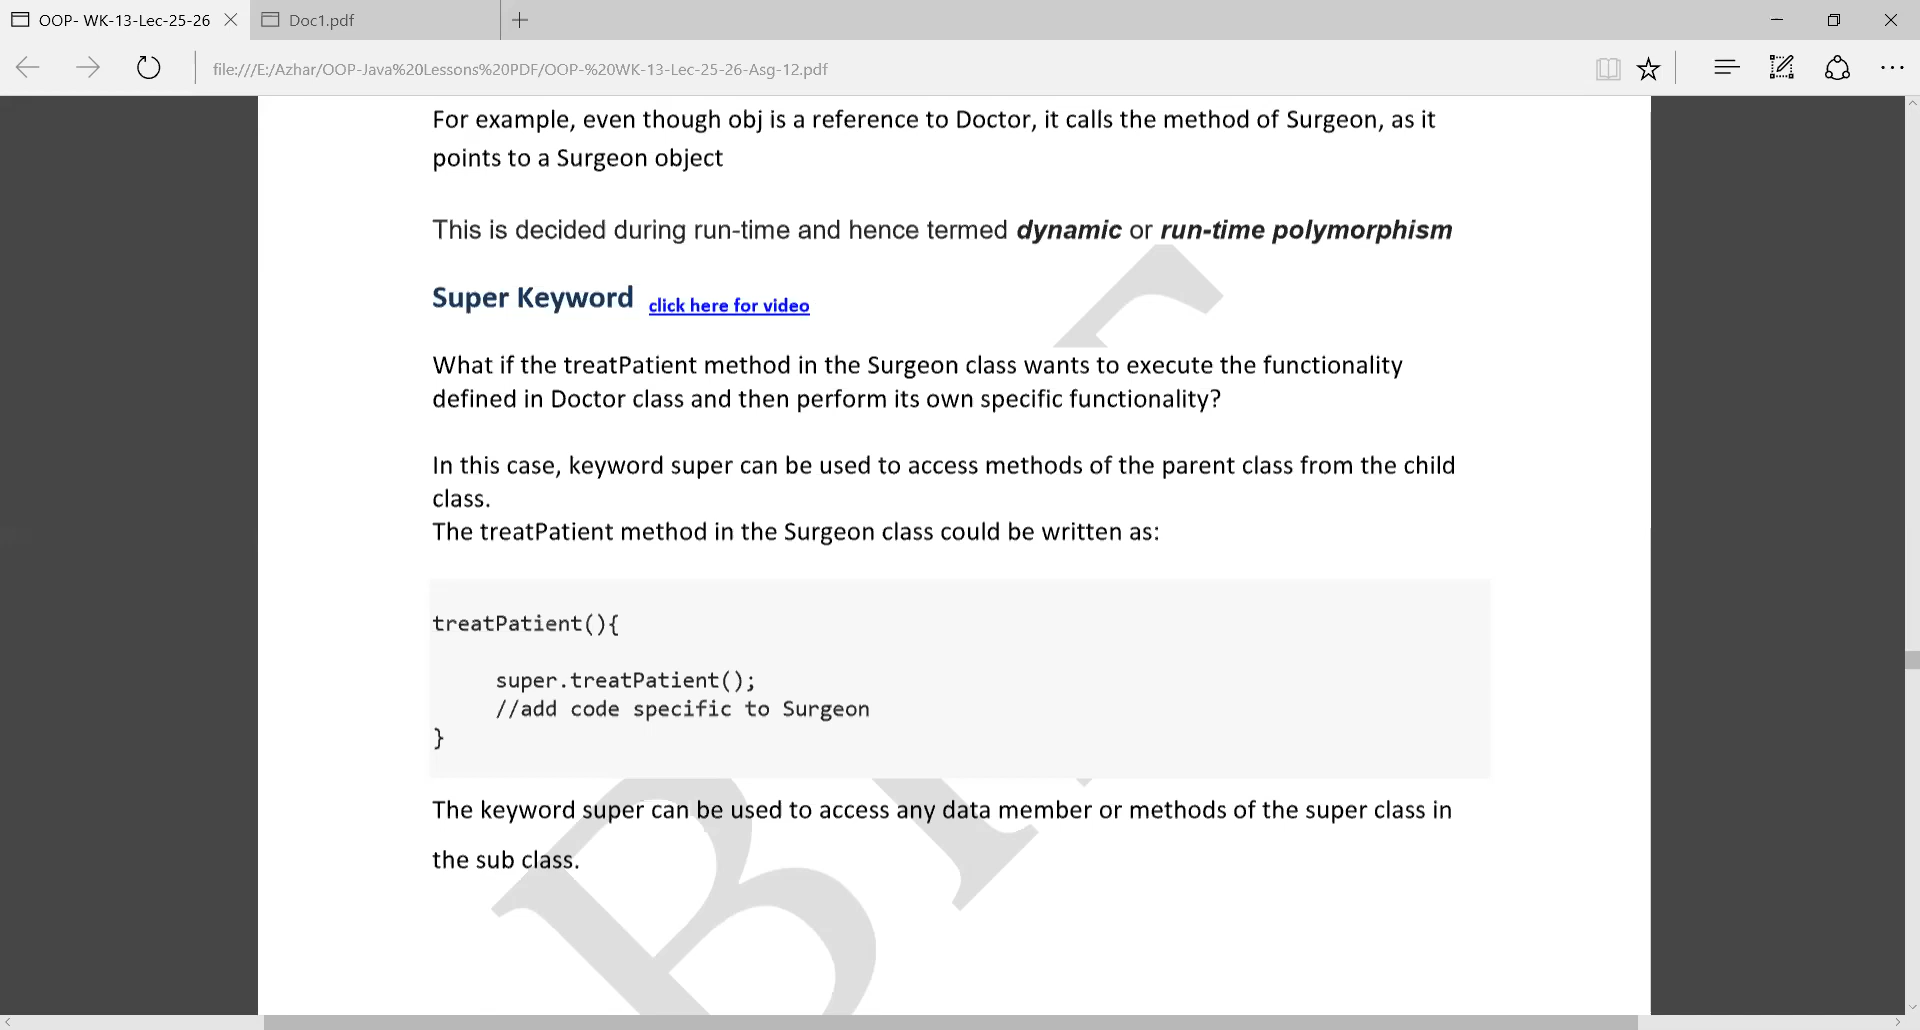 OOP- WK-13-Lec-25-26
Doc1.pdf
file:///E:/Azhar/OOP-Java%20Lessons%20PDF/OOP-%20WK-13-Lec-25-26-Asg-12.pdf
For example, even though obj is a reference to Doctor, it calls the method of Surgeon, as it
points to a Surgeon object
This is decided during run-time and hence termed dynamic or run-time polymorphism
Super Keyword click here for video
What if the treatPatient method in the Surgeon class wants to execute the functionality
defined in Doctor class and then perform its own specific functionality?
In this case, keyword super can be used to access methods of the parent class from the child
class.
The treatPatient method in the Surgeon class could be written as:
treatPatient(){
super.treatPatient();
//add code specific to Surgeon
}
The keyword super can be used to access any data member or methods of the super class in
the sub class.